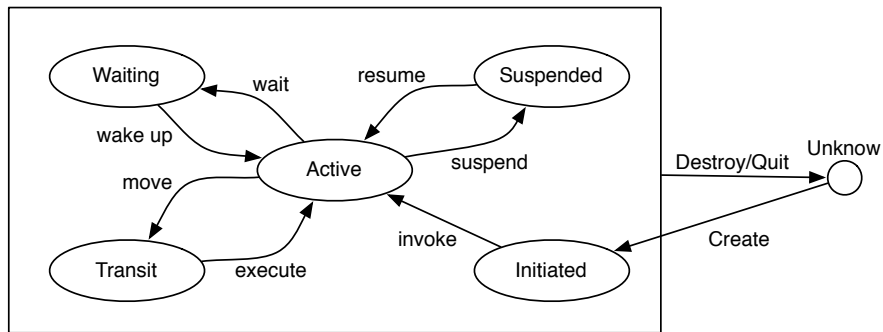 Waiting
wait
resume
Suspended
wake up
Active
suspend
Unknow
Destroy/Quit
move
invoke
Create
Transit
execute
Initiated